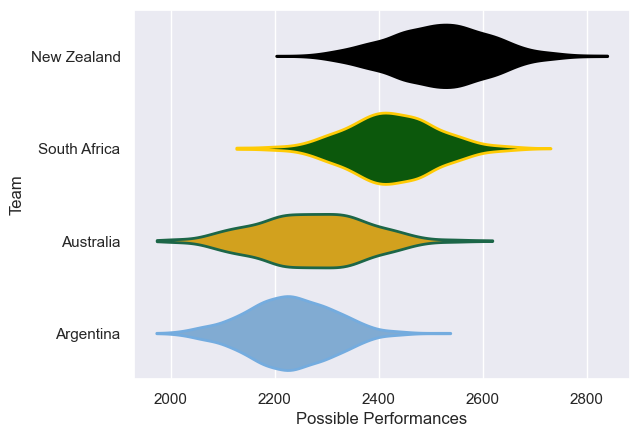 New Zealand
South Africa
Australia
Argentina
Team
2000 2200 2400 2600 2800
Possible Performances